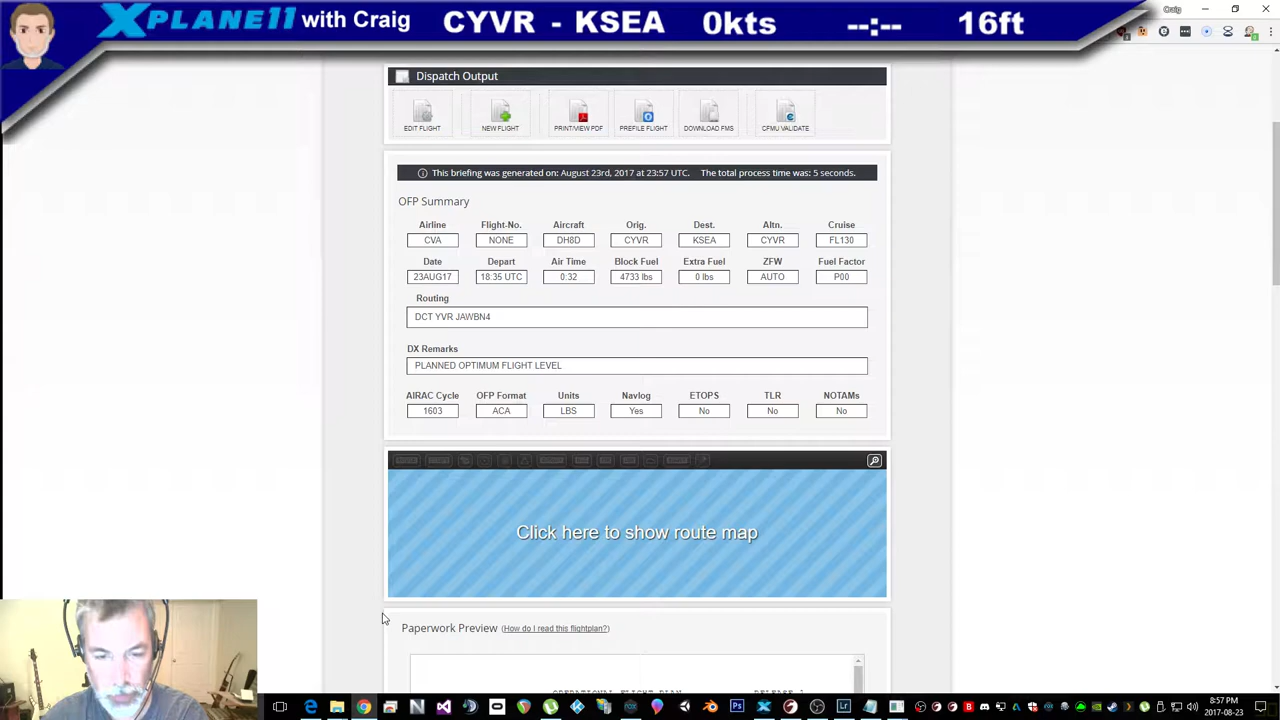 XPLANE11 with Craig CYVR - KSEA 0kts --:-- 16ft
Craig
Dispatch Output
EDIT FLIGHT NEW FLIGHT PRINT/VIEW PDF PREFILE FLIGHT DOWNLOAD FMS CFMU VALIDATE
This briefing was generated on: August 23rd, 2017 at 23:57 UTC. The total process time was: 5 seconds.
OFP Summary
Airline Flight-No. Aircraft Orig. Dest. Altn. Cruise
CVA NONE DH8D CYVR KSEA CYVR FL130
Date Depart Air Time Block Fuel Extra Fuel ZFW Fuel Factor
23AUG17 18:35 UTC 0:32 4733 lbs 0 lbs AUTO P00
Routing
DCT YVR JAWBN4
DX Remarks
PLANNED OPTIMUM FLIGHT LEVEL
AIRAC Cycle OFP Format Units Navlog ETOPS TLR NOTAMs
1603 ACA LBS Yes No No No
Click here to show route map
Paperwork Preview (How do I read this flightplan?)
OPERATIONAL FLIGHT PLAN RELEASE 1
8:57 PM
2017-08-23